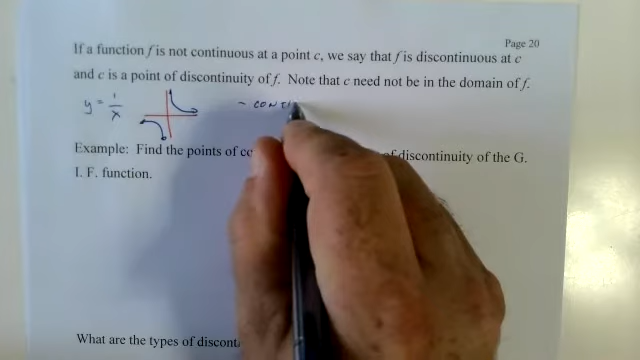 Page 20
If a function f is not continuous at a point c, we say that f is discontinuous at c
and c is a point of discontinuity of f. Note that c need not be in the domain of f.
y = 1/x - CONTI
Example: Find the points of co of discontinuity of the G.
I. F. function.
What are the types of discont